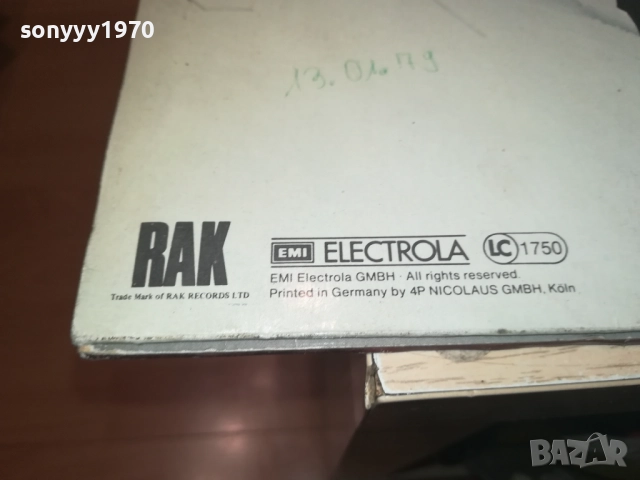 sonyyy1970
13.01.79
RAK
Trade Mark of RAK RECORDS LTD
EMI ELECTROLA LC 1750
EMI Electrola GMBH · All rights reserved.
Printed in Germany by 4P NICOLAUS GMBH, Köln
BAZAR